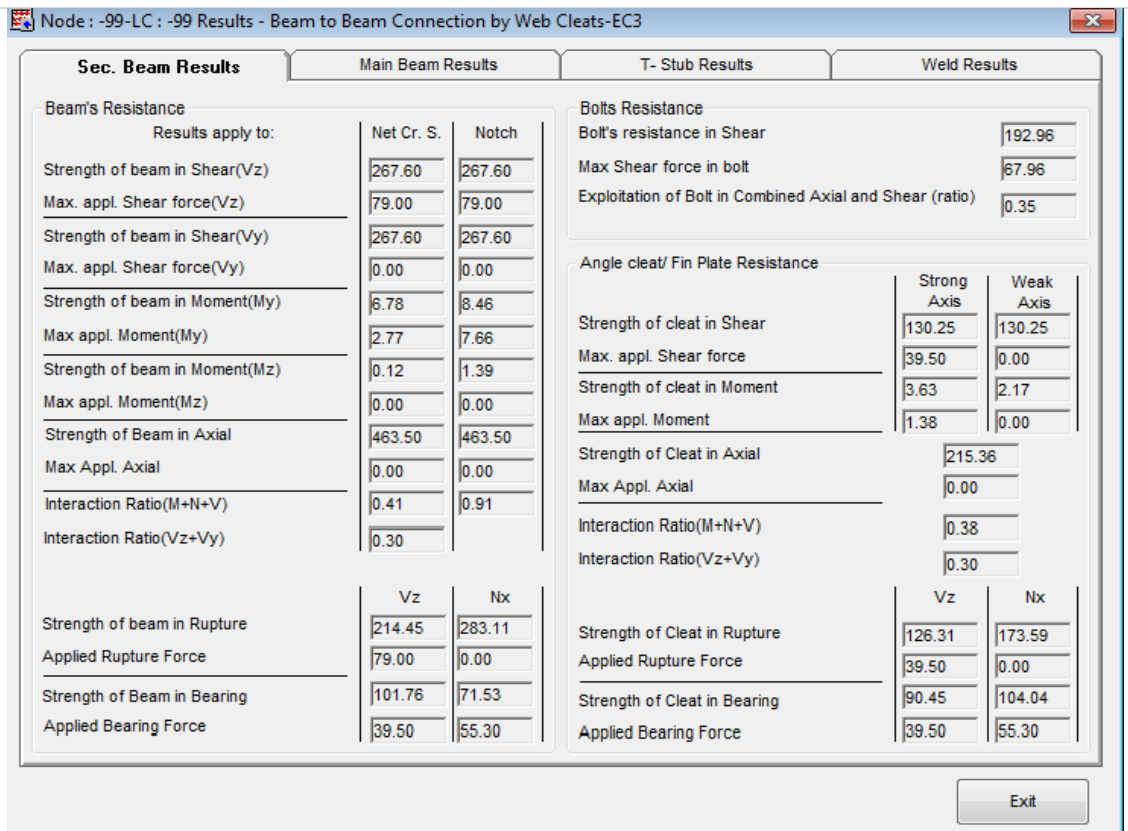 Node : -99-LC : -99 Results - Beam to Beam Connection by Web Cleats-EC3
Sec. Beam Results
Main Beam Results
T- Stub Results
Weld Results
Beam's Resistance
Results apply to: Net Cr. S. Notch
Strength of beam in Shear(Vz) 267.60 267.60
Max. appl. Shear force(Vz) 79.00 79.00
Strength of beam in Shear(Vy) 267.60 267.60
Max. appl. Shear force(Vy) 0.00 0.00
Strength of beam in Moment(My) 6.78 8.46
Max appl. Moment(My) 2.77 7.66
Strength of beam in Moment(Mz) 0.12 1.39
Max appl. Moment(Mz) 0.00 0.00
Strength of Beam in Axial 463.50 463.50
Max Appl. Axial 0.00 0.00
Interaction Ratio(M+N+V) 0.41 0.91
Interaction Ratio(Vz+Vy) 0.30
Vz Nx
Strength of beam in Rupture 214.45 283.11
Applied Rupture Force 79.00 0.00
Strength of Beam in Bearing 101.76 71.53
Applied Bearing Force 39.50 55.30
Bolts Resistance
Bolt's resistance in Shear 192.96
Max Shear force in bolt 67.96
Exploitation of Bolt in Combined Axial and Shear (ratio) 0.35
Angle cleat/ Fin Plate Resistance
Strong Weak
Axis Axis
Strength of cleat in Shear 130.25 130.25
Max. appl. Shear force 39.50 0.00
Strength of cleat in Moment 3.63 2.17
Max appl. Moment 1.38 0.00
Strength of Cleat in Axial 215.36
Max Appl. Axial 0.00
Interaction Ratio(M+N+V) 0.38
Interaction Ratio(Vz+Vy) 0.30
Vz Nx
Strength of Cleat in Rupture 126.31 173.59
Applied Rupture Force 39.50 0.00
Strength of Cleat in Bearing 90.45 104.04
Applied Bearing Force 39.50 55.30
Exit